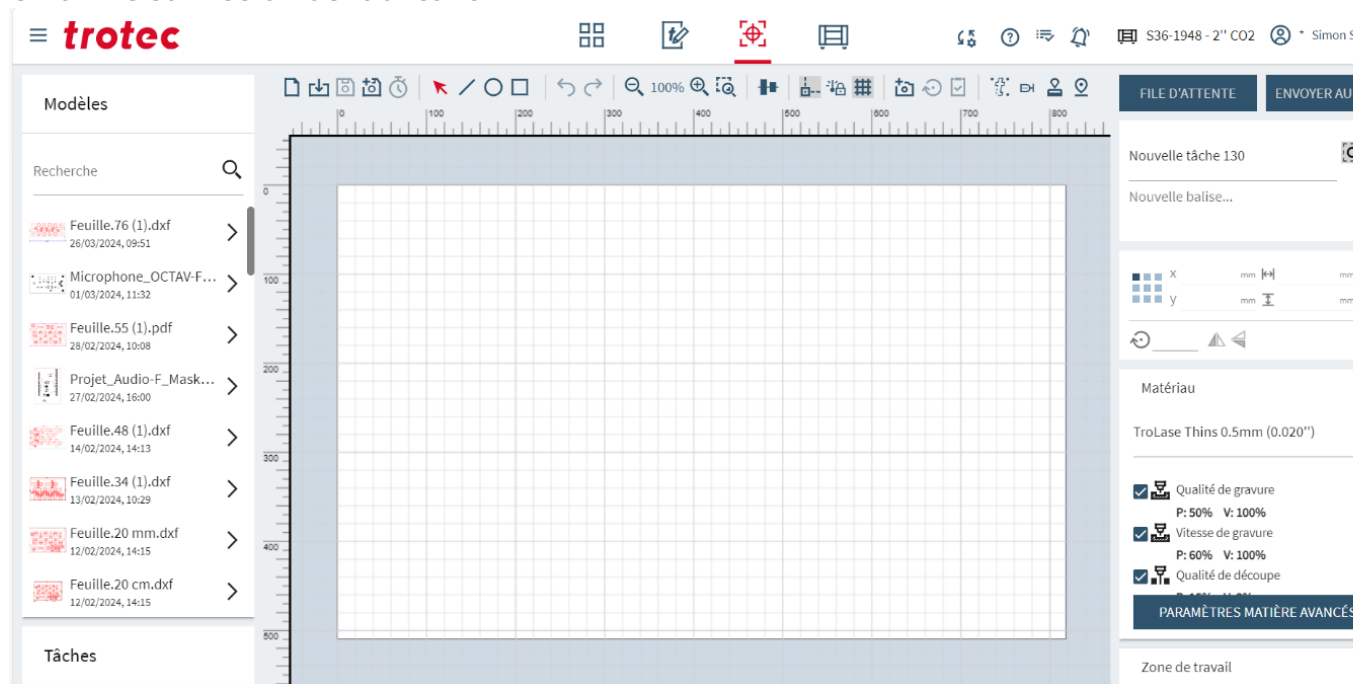 trotec
S36-1948 - 2'' CO2
Simon S
Modèles
Recherche
Feuille.76 (1).dxf
26/03/2024, 09:51
Microphone_OCTAV-F...
01/03/2024, 11:32
Feuille.55 (1).pdf
28/02/2024, 10:08
Projet_Audio-F_Mask...
27/02/2024, 16:00
Feuille.48 (1).dxf
14/02/2024, 14:13
Feuille.34 (1).dxf
13/02/2024, 10:29
Feuille.20 mm.dxf
12/02/2024, 14:15
Feuille.20 cm.dxf
12/02/2024, 14:15
Tâches
100%
0 100 200 300 400 500 600 700 800
0
100
200
300
400
500
FILE D'ATTENTE
ENVOYER AU
Nouvelle tâche 130
Nouvelle balise...
x mm mm
y mm mm
Matériau
TroLase Thins 0.5mm (0.020'')
Qualité de gravure
P: 50% V: 100%
Vitesse de gravure
P: 60% V: 100%
Qualité de découpe
PARAMÈTRES MATIÈRE AVANCÉS
Zone de travail